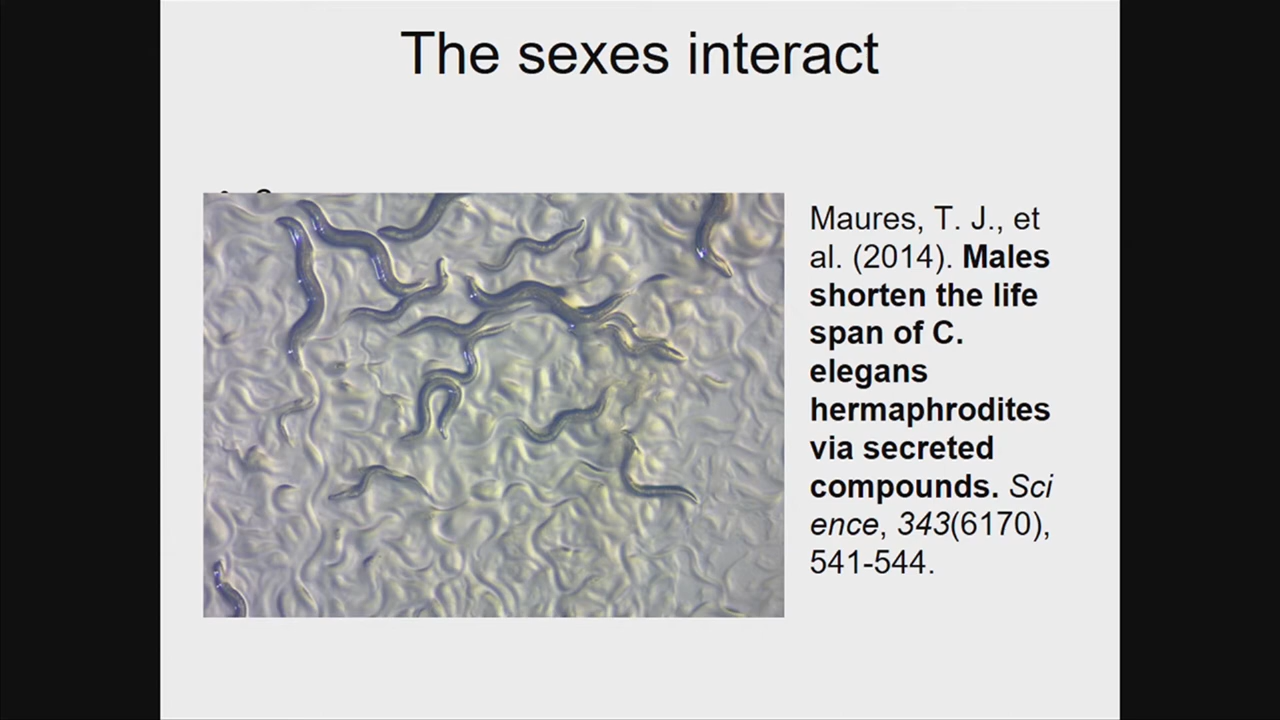 The sexes interact
Maures, T. J., et
al. (2014). Males
shorten the life
span of C.
elegans
hermaphrodites
via secreted
compounds. Sci
ence, 343(6170),
541-544.